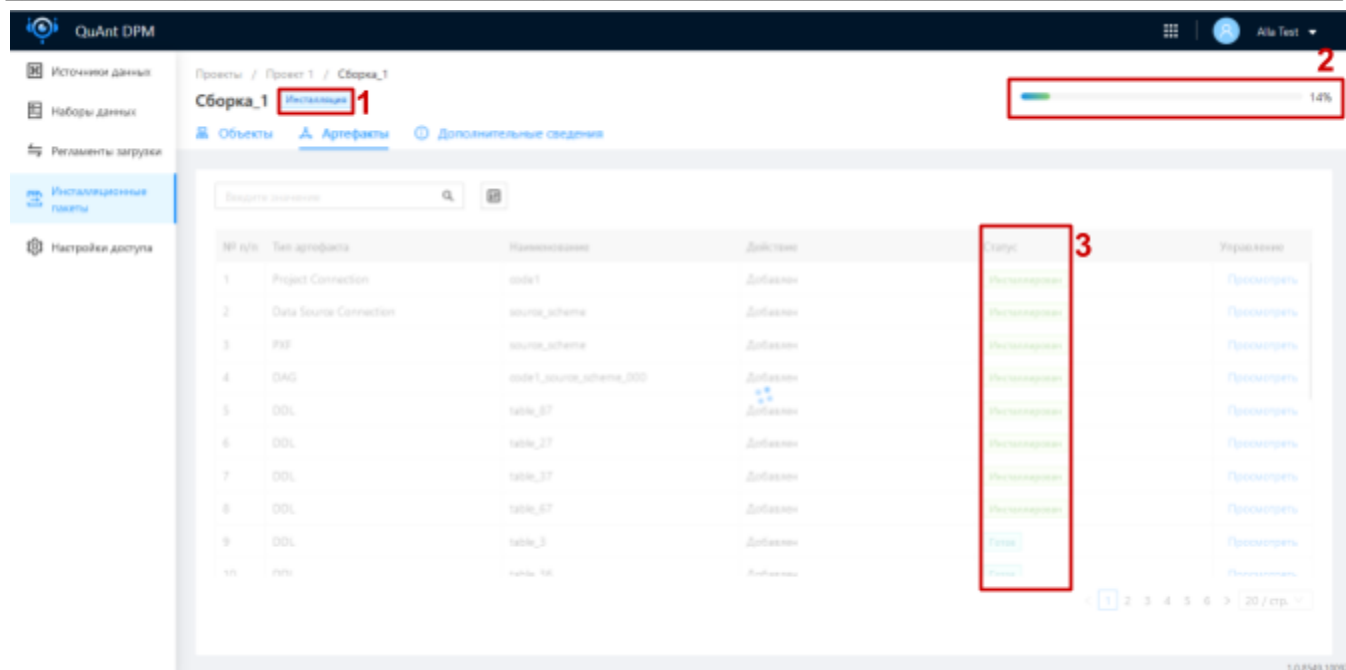 QuAnt DPM
Alla Test
Источники данных
Наборы данных
Регламенты загрузки
Инсталляционные
пакеты
Настройки доступа
Проекты / Проект 1 / Сборка_1
Сборка_1 Инсталляция 1
2
14%
Объекты Артефакты Дополнительные сведения
Введите значение
№ п/п Тип артефакта Наименование Действие Статус 3 Управление
1 Project Connection code1 Добавлен Инсталлирован Просмотреть
2 Data Source Connection source_scheme Добавлен Инсталлирован Просмотреть
3 PXF source_scheme Добавлен Инсталлирован Просмотреть
4 DAG code1_source_scheme_000 Добавлен Инсталлирован Просмотреть
5 DDL table_87 Добавлен Инсталлирован Просмотреть
6 DDL table_27 Добавлен Инсталлирован Просмотреть
7 DDL table_37 Добавлен Инсталлирован Просмотреть
8 DDL table_67 Добавлен Инсталлирован Просмотреть
9 DDL table_3 Добавлен Готов Просмотреть
10 DDL Добавлен Готов Просмотреть
< 1 2 3 4 5 6 > 20 / стр.